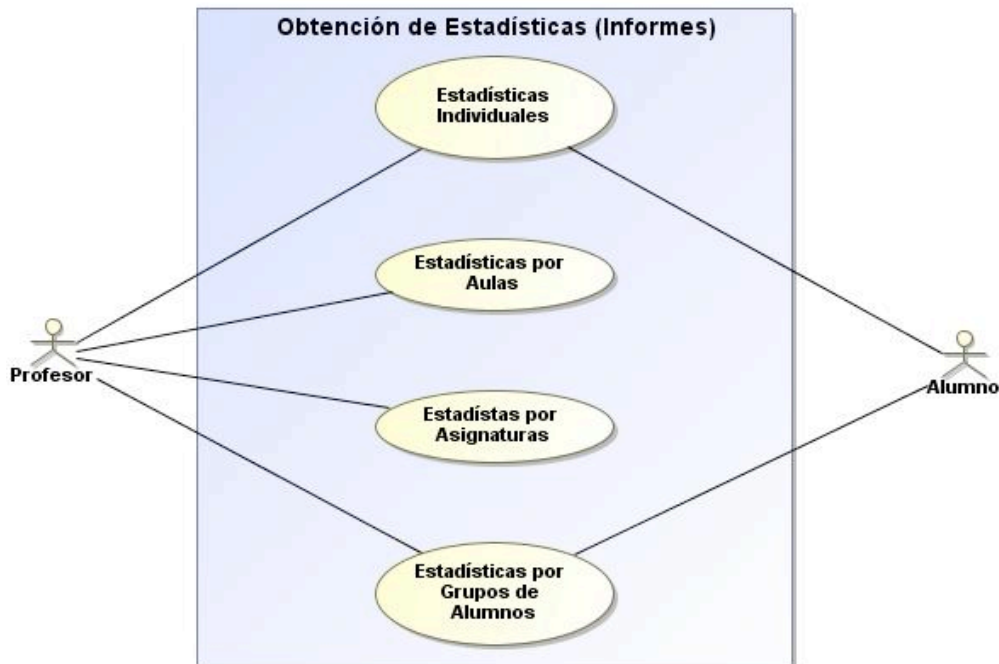 Obtención de Estadísticas (Informes)
Estadísticas
Individuales
Estadísticas por
Aulas
Profesor
Alumno
Estadístas por
Asignaturas
Estadísticas por
Grupos de
Alumnos